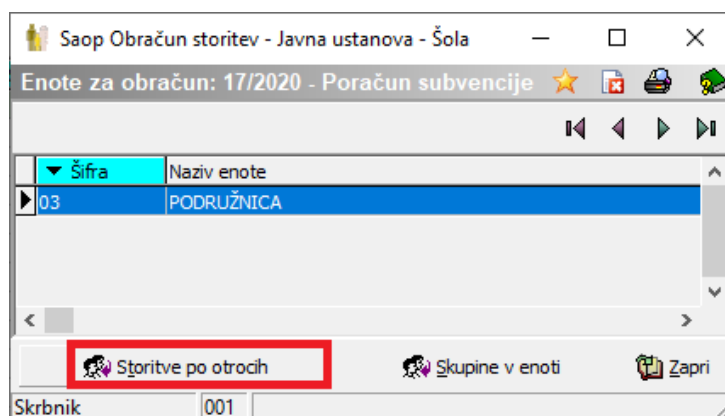 Saop Obračun storitev - Javna ustanova - Šola
Enote za obračun: 17/2020 - Poračun subvencije
Šifra Naziv enote
03 PODRUŽNICA
Storitve po otrocih Skupine v enoti Zapri
Skrbnik 001